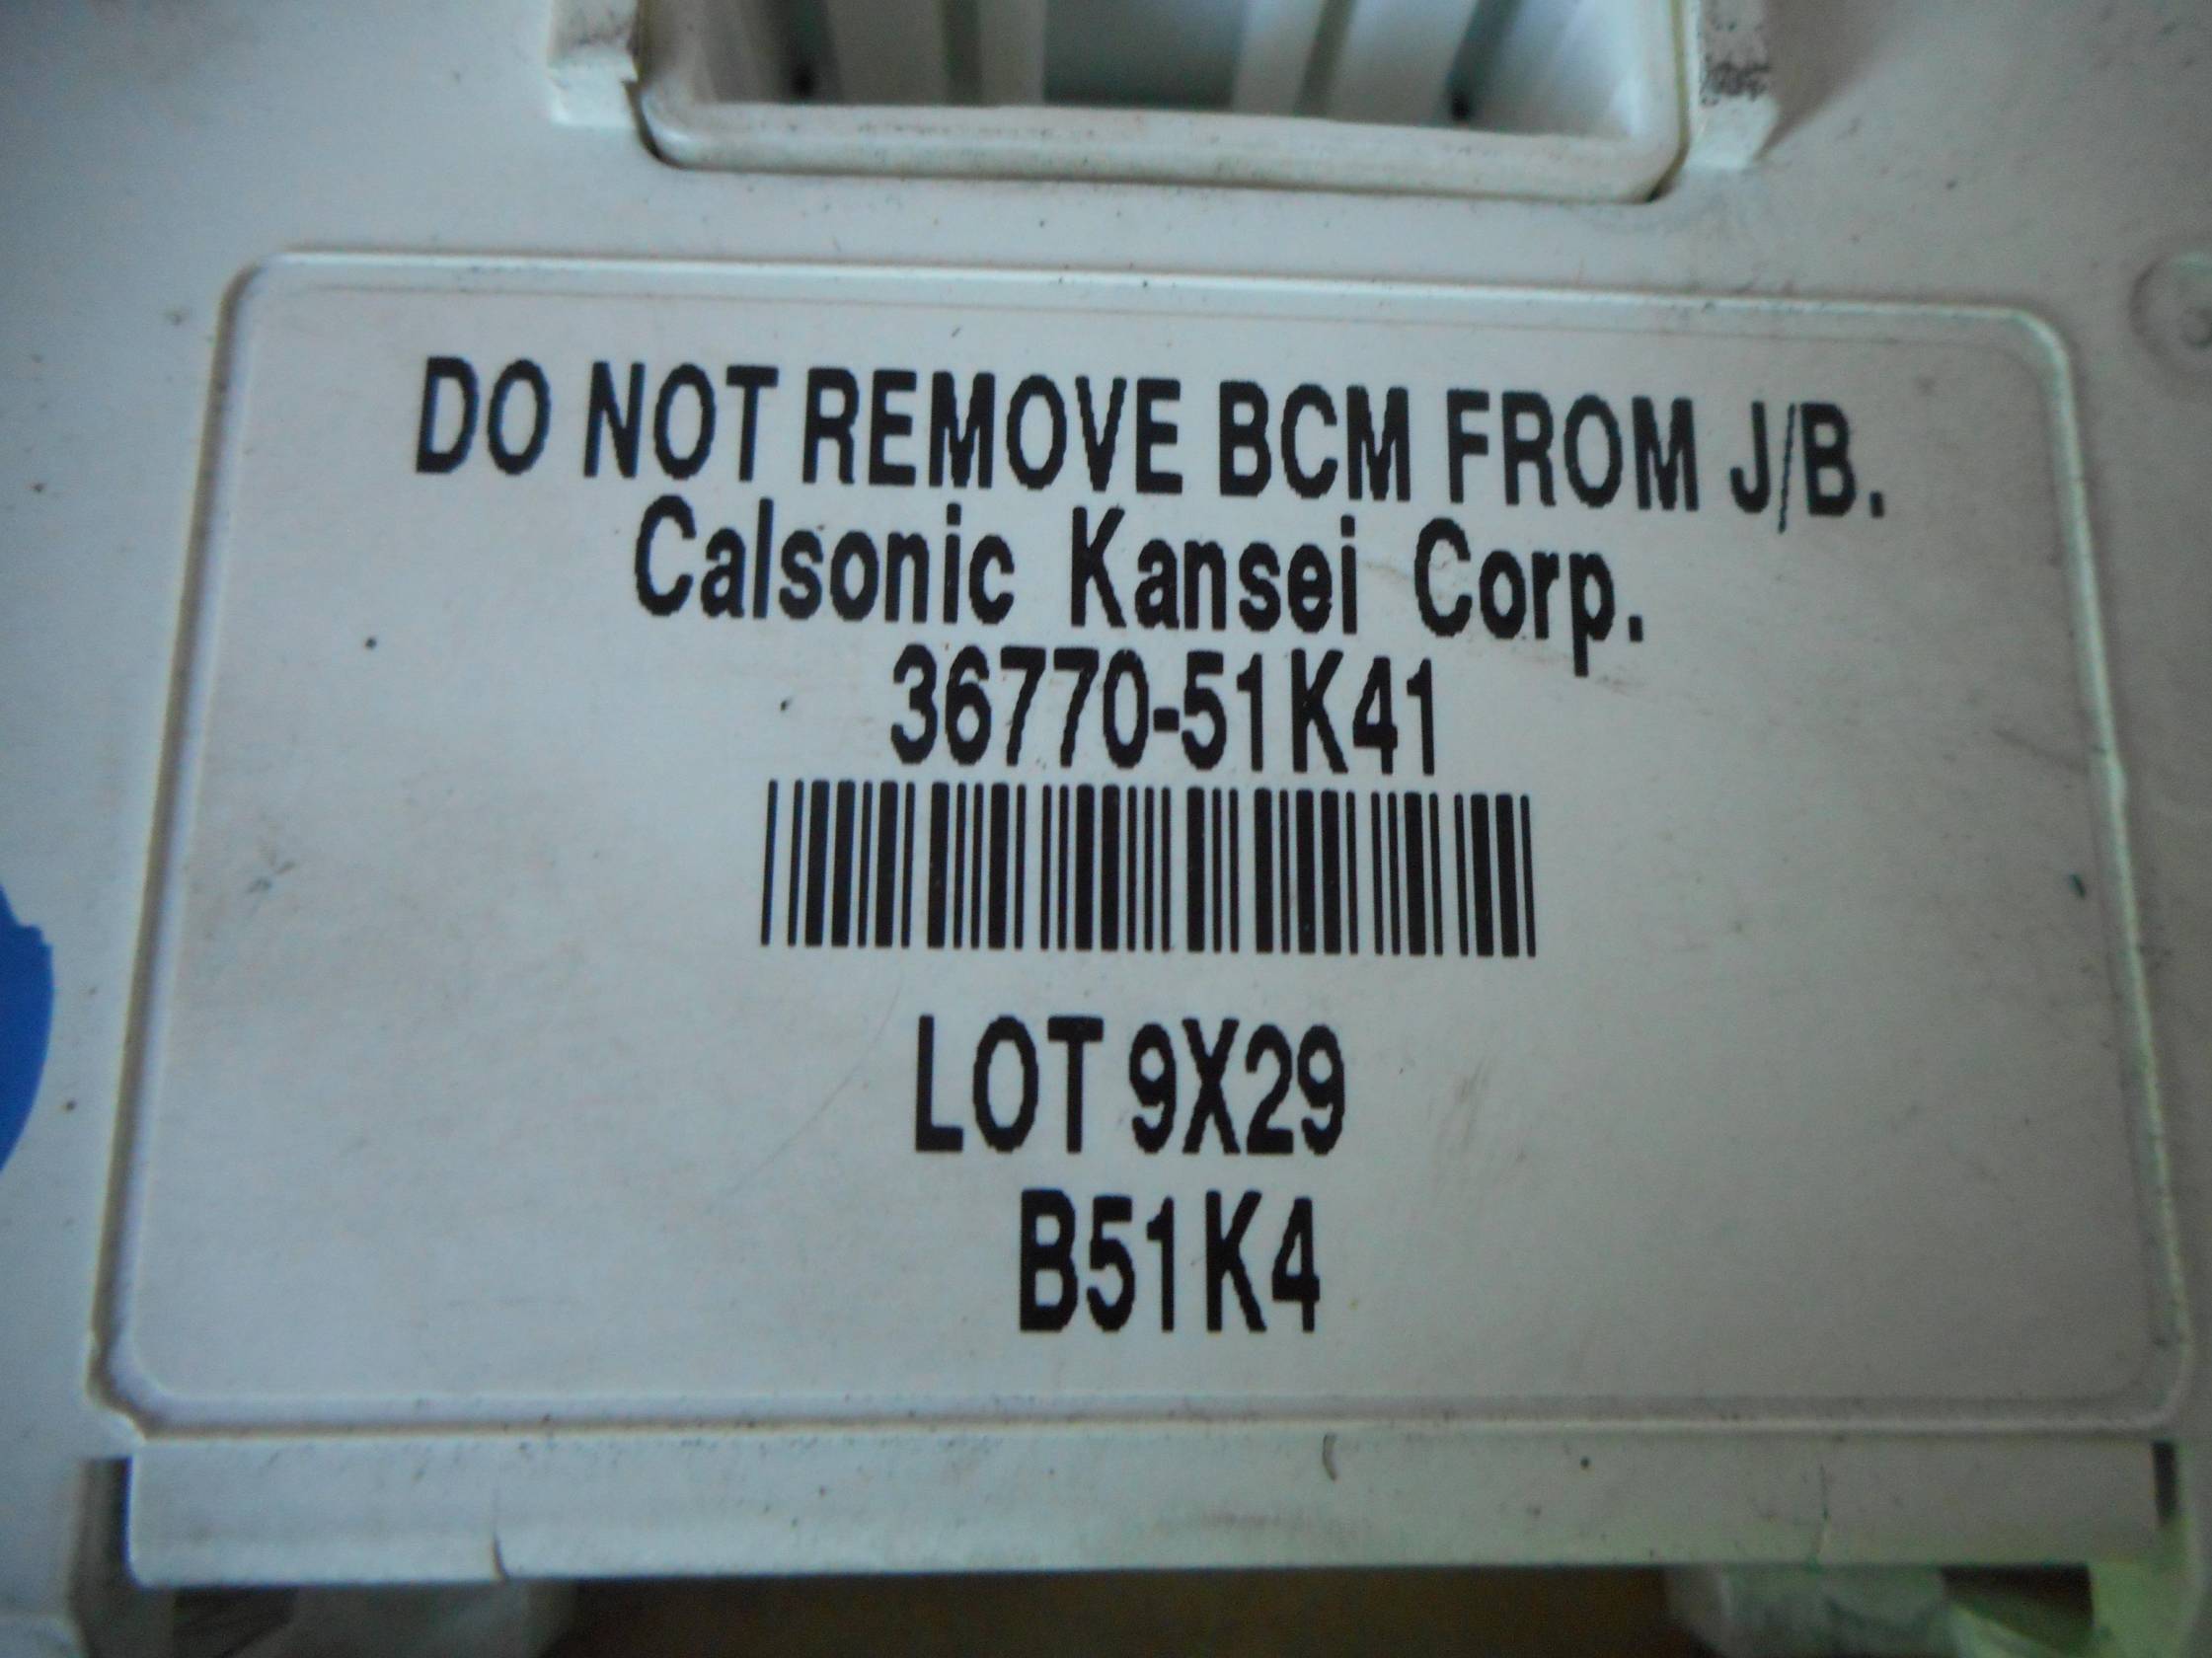 DO NOT REMOVE BCM FROM J/B.
Calsonic Kansei Corp.
36770-51K41
LOT 9X29
B51K4